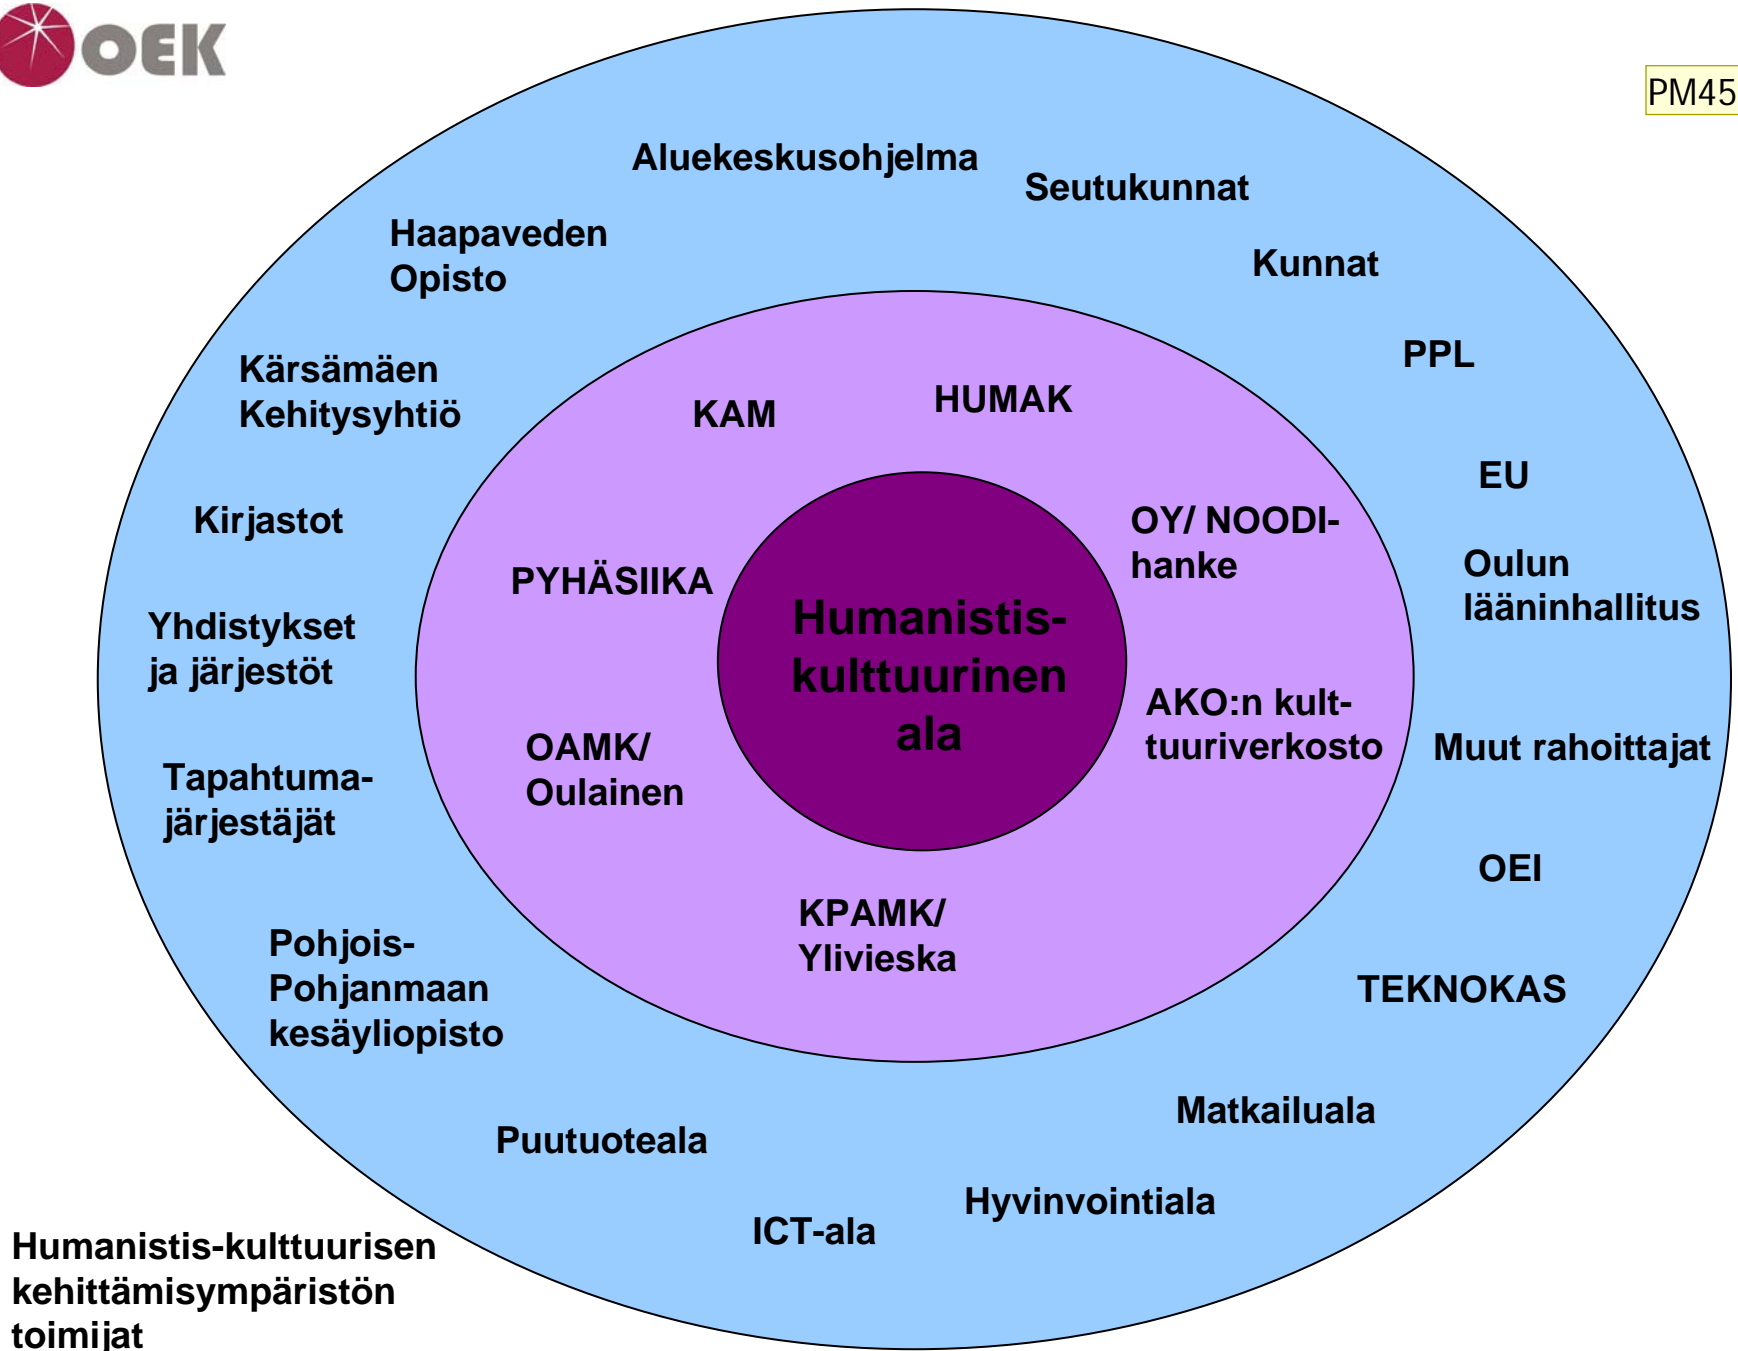 OEK
PM45
Aluekeskusohjelma
Seutukunnat
Haapaveden
Opisto
Kunnat
Kärsämäen
Kehitysyhtiö
PPL
KAM
HUMAK
EU
Kirjastot
OY/ NOODI-
hanke
PYHÄSIIKA
Oulun
lääninhallitus
Humanistis-
kulttuurinen
ala
Yhdistykset
ja järjestöt
AKO:n kult-
tuuriverkosto
OAMK/
Oulainen
Muut rahoittajat
Tapahtuma-
järjestäjät
OEI
KPAMK/
Ylivieska
Pohjois-
Pohjanmaan
kesäyliopisto
TEKNOKAS
Matkailuala
Puutuoteala
Hyvinvointiala
ICT-ala
Humanistis-kulttuurisen
kehittämisympäristön
toimijat